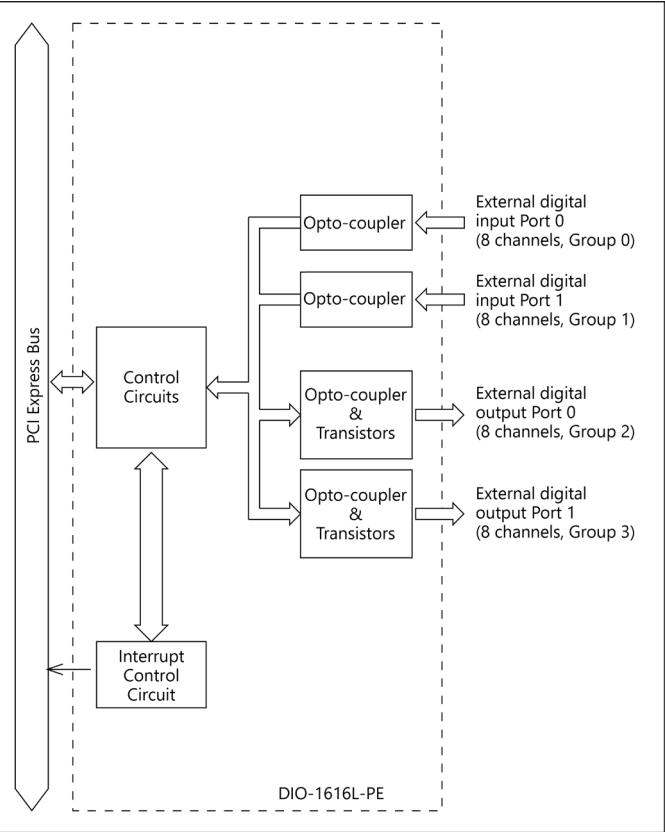 External digital
input Port 0
(8 channels, Group 0)
Opto-coupler
External digital
input Port 1
(8 channels, Group 1)
Opto-coupler
PCI Express Bus
Control
Circuits
Opto-coupler
&
Transistors
External digital
output Port 0
(8 channels, Group 2)
Opto-coupler
&
Transistors
External digital
output Port 1
(8 channels, Group 3)
Interrupt
Control
Circuit
DIO-1616L-PE